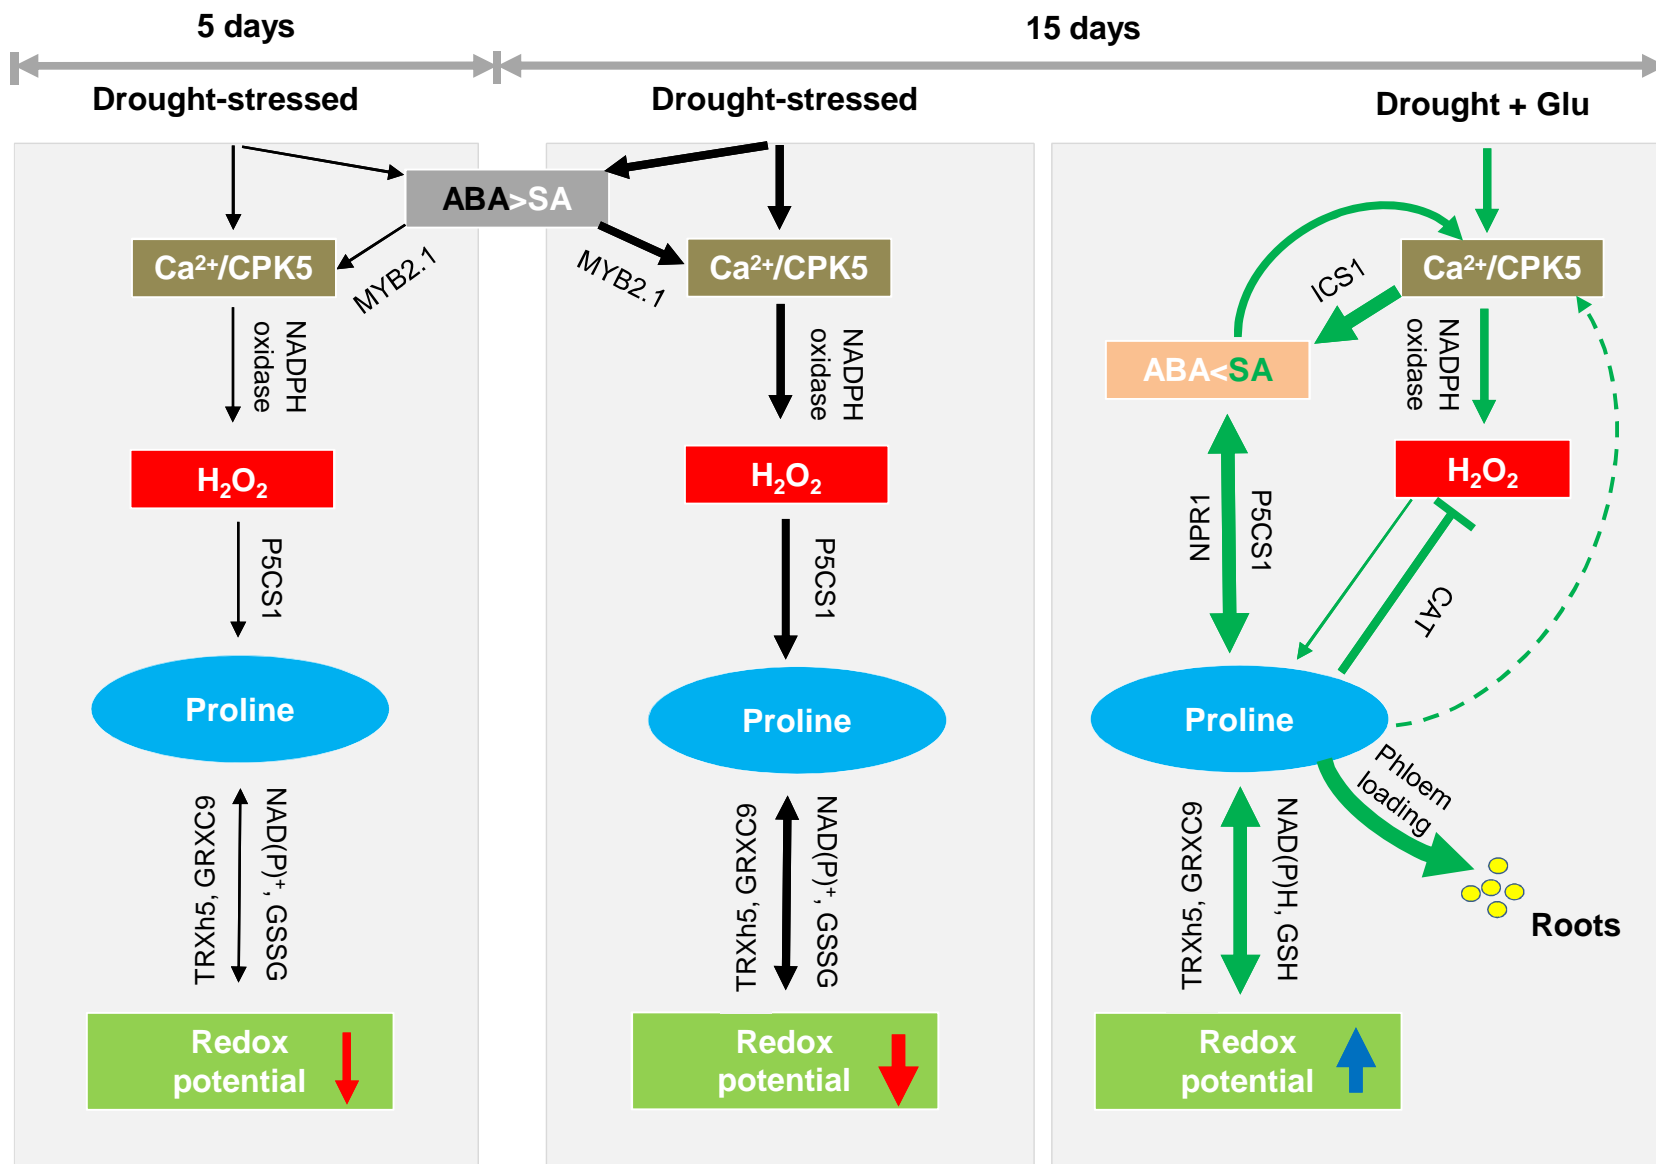 5 days
15 days
Drought-stressed
Drought-stressed
Drought + Glu
ABA>SA
Ca²⁺/CPK5
MYB2.1
NADPH
oxidase
H₂O₂
P5CS1
Proline
TRXh5, GRXC9
NAD(P)⁺, GSSG
Redox
potential
MYB2.1
Ca²⁺/CPK5
NADPH
oxidase
H₂O₂
P5CS1
Proline
TRXh5, GRXC9
NAD(P)⁺, GSSG
Redox
potential
Ca²⁺/CPK5
ICS1
ABA<SA
NADPH
oxidase
H₂O₂
NPR1
P5CS1
CAT
Proline
Phloem
loading
Roots
TRXh5, GRXC9
NAD(P)H, GSH
Redox
potential